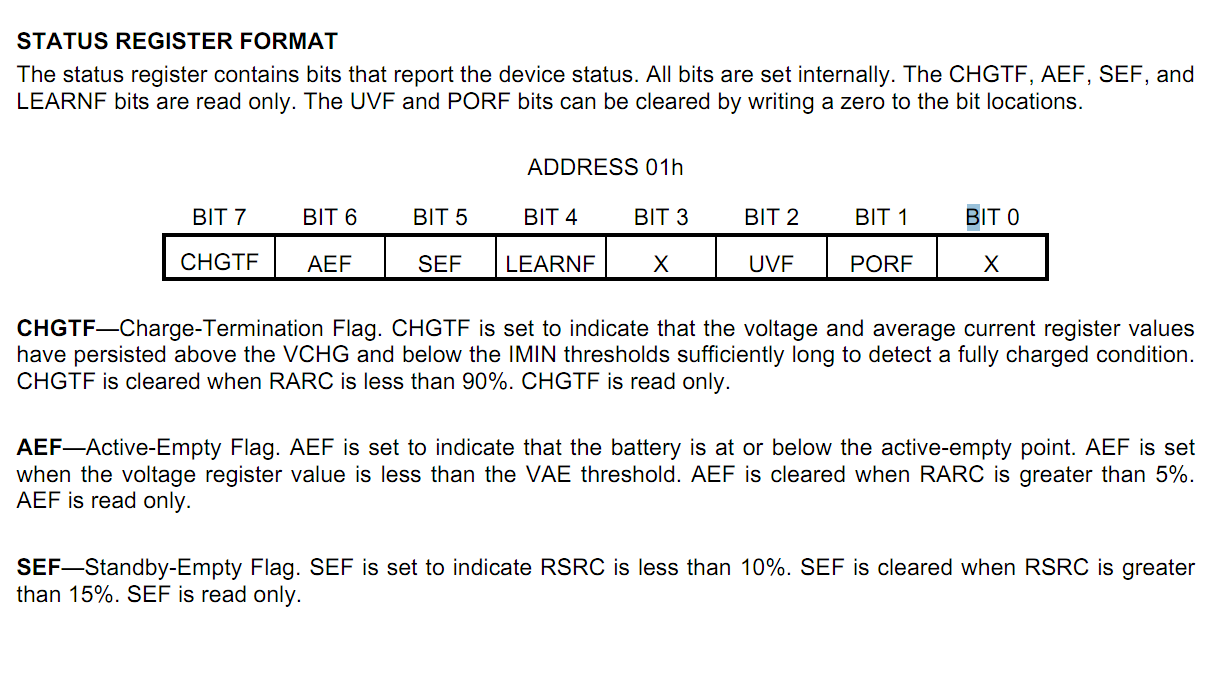 STATUS REGISTER FORMAT
The status register contains bits that report the device status. All bits are set internally. The CHGTF, AEF, SEF, and
LEARNF bits are read only. The UVF and PORF bits can be cleared by writing a zero to the bit locations.
ADDRESS 01h
BIT 7 BIT 6 BIT 5 BIT 4 BIT 3 BIT 2 BIT 1 BIT 0
CHGTF AEF SEF LEARNF X UVF PORF X
CHGTF—Charge-Termination Flag. CHGTF is set to indicate that the voltage and average current register values
have persisted above the VCHG and below the IMIN thresholds sufficiently long to detect a fully charged condition.
CHGTF is cleared when RARC is less than 90%. CHGTF is read only.
AEF—Active-Empty Flag. AEF is set to indicate that the battery is at or below the active-empty point. AEF is set
when the voltage register value is less than the VAE threshold. AEF is cleared when RARC is greater than 5%.
AEF is read only.
SEF—Standby-Empty Flag. SEF is set to indicate RSRC is less than 10%. SEF is cleared when RSRC is greater
than 15%. SEF is read only.